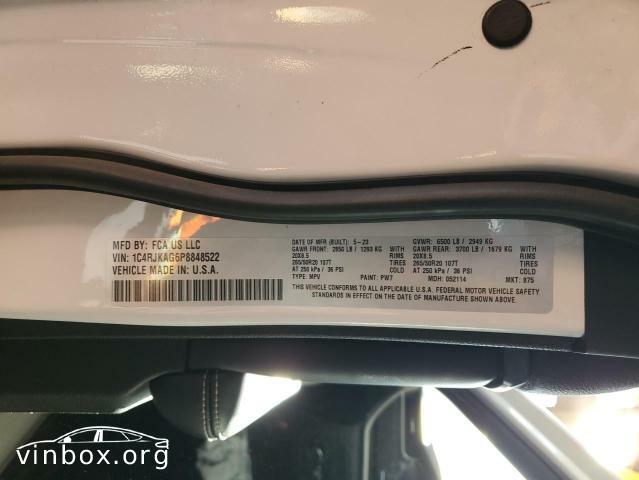 MFD BY: FCA US LLC
VIN: 1C4RJKAG6P8848522
VEHICLE MADE IN: U.S.A.
DATE OF MFR (BUILT): 5-23
GAWR FRONT: 2850 LB / 1293 KG WITH
20X8.5 RIMS
265/50R20 107T TIRES
AT 250 kPa / 36 PSI COLD
TYPE: MPV PAINT: PW7
GVWR: 6500 LB / 2949 KG
GAWR REAR: 3700 LB / 1679 KG WITH
20X8.5 RIMS
265/50R20 107T TIRES
AT 250 kPa / 36 PSI COLD
MDH: 052114 MKT: 875
THIS VEHICLE CONFORMS TO ALL APPLICABLE U.S.A. FEDERAL MOTOR VEHICLE SAFETY
STANDARDS IN EFFECT ON THE DATE OF MANUFACTURE SHOWN ABOVE.
vinbox.org